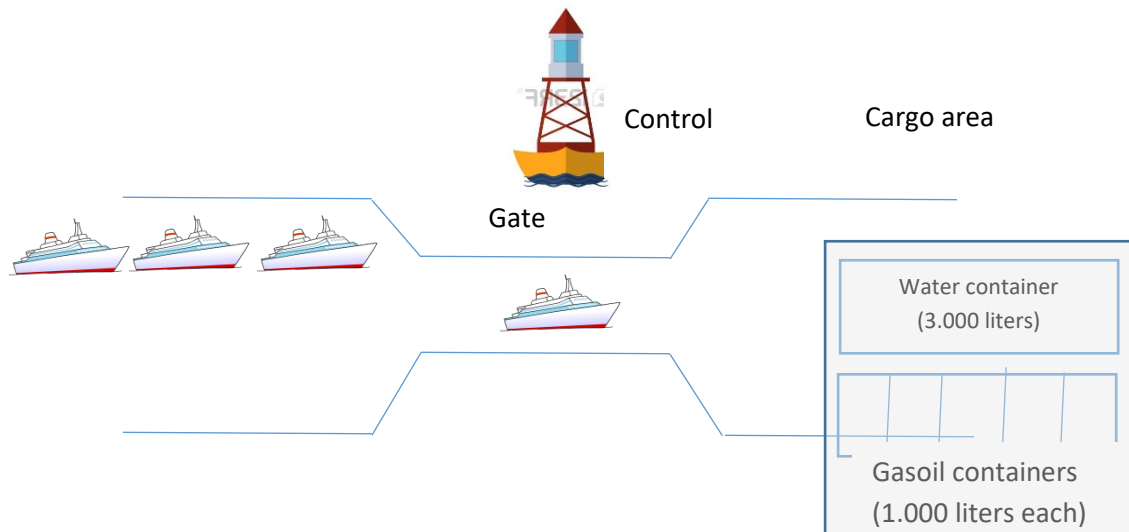 Control
Cargo area
Gate
Water container
(3.000 liters)
Gasoil containers
(1.000 liters each)